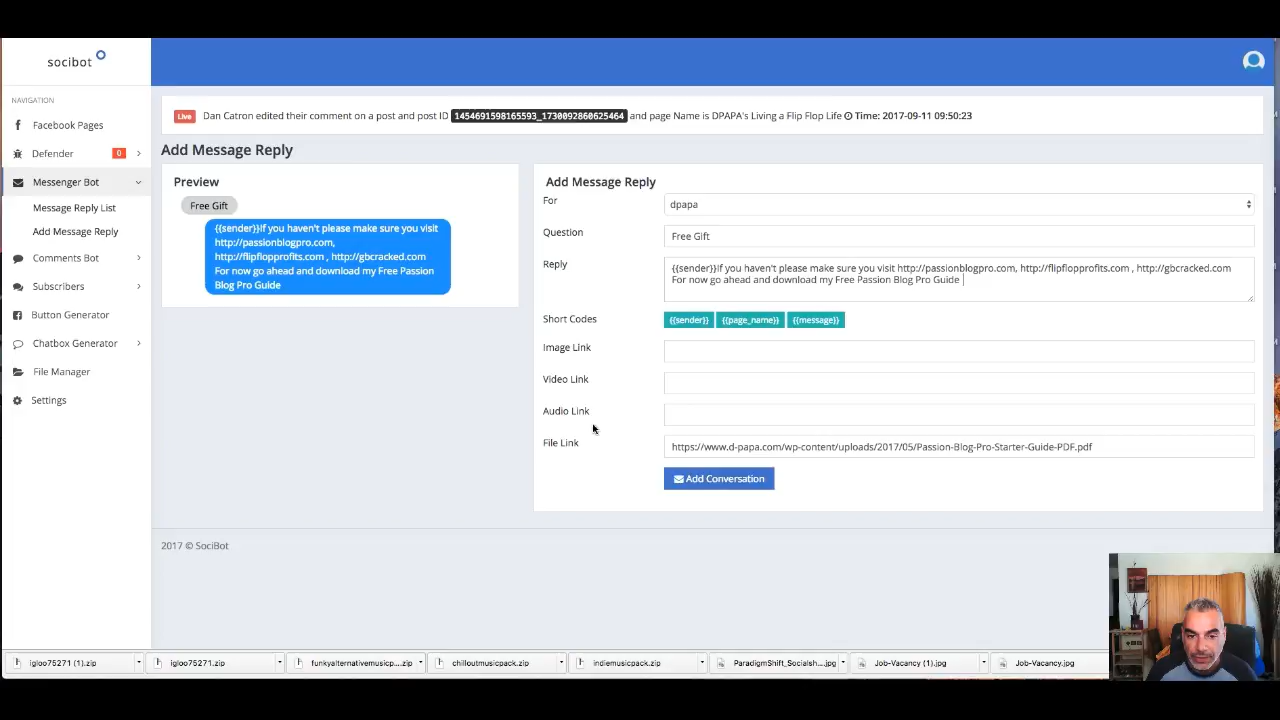 socibot
NAVIGATION
Facebook Pages
Defender
0
Messenger Bot
Message Reply List
Add Message Reply
Comments Bot
Subscribers
Button Generator
Chatbox Generator
File Manager
Settings
Live Dan Catron edited their comment on a post and post ID 1454691598165593_1730092860625464 and page Name is DPAPA's Living a Flip Flop Life Time: 2017-09-11 09:50:23
Add Message Reply
Preview
Free Gift
{{sender}}If you haven't please make sure you visit
http://passionblogpro.com,
http://flipflopprofits.com , http://gbcracked.com
For now go ahead and download my Free Passion
Blog Pro Guide
Add Message Reply
For
dpapa
Question
Free Gift
Reply
{{sender}}If you haven't please make sure you visit http://passionblogpro.com, http://flipflopprofits.com , http://gbcracked.com
For now go ahead and download my Free Passion Blog Pro Guide
Short Codes
{{sender}} {{page_name}} {{message}}
Image Link
Video Link
Audio Link
File Link
https://www.d-papa.com/wp-content/uploads/2017/05/Passion-Blog-Pro-Starter-Guide-PDF.pdf
Add Conversation
2017 © SociBot
igloo75271 (1).zip
igloo75271.zip
funkyalternativemusicp....zip
chilloutmusicpack.zip
indiemusicpack.zip
ParadigmShift_Socialsh....jpg
Job-Vacancy (1).jpg
Job-Vacancy.jpg